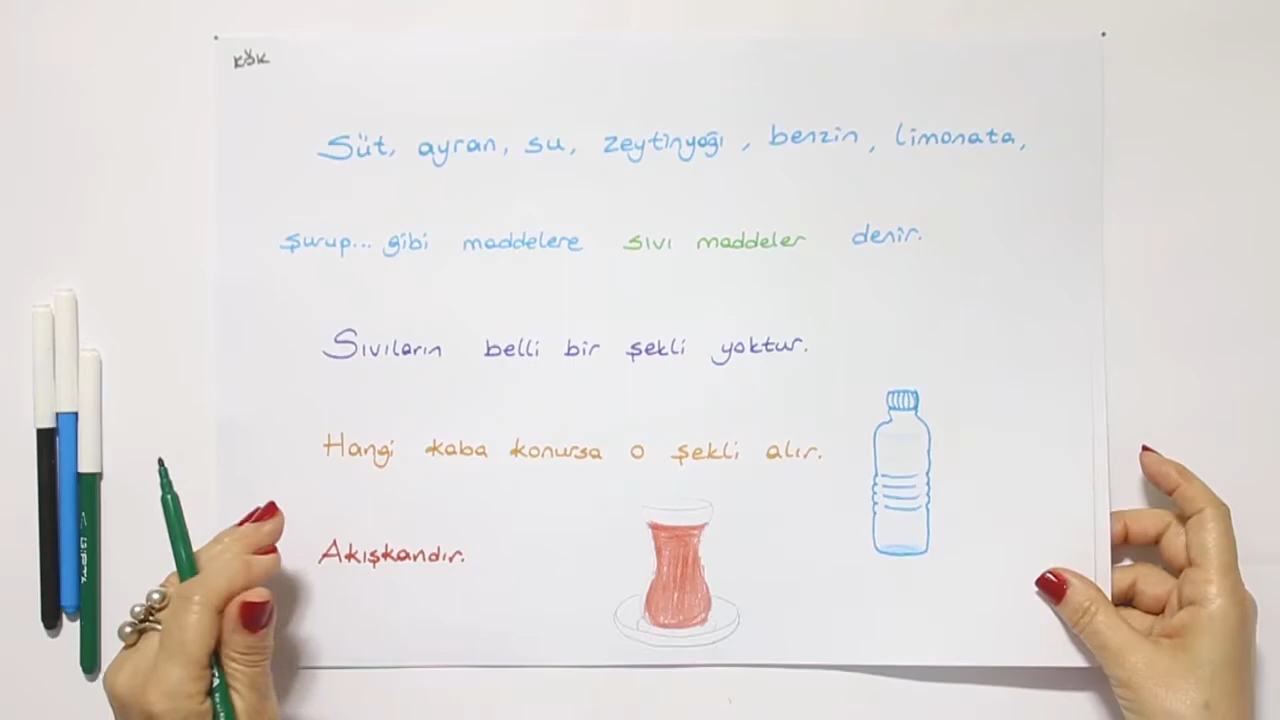 KÖK
Süt, ayran, su, zeytinyağı, benzin, limonata,
şurup... gibi maddelere sıvı maddeler denir.
Sıvıların belli bir şekli yoktur.
Hangi kaba konursa o şekli alır.
Akışkandır.